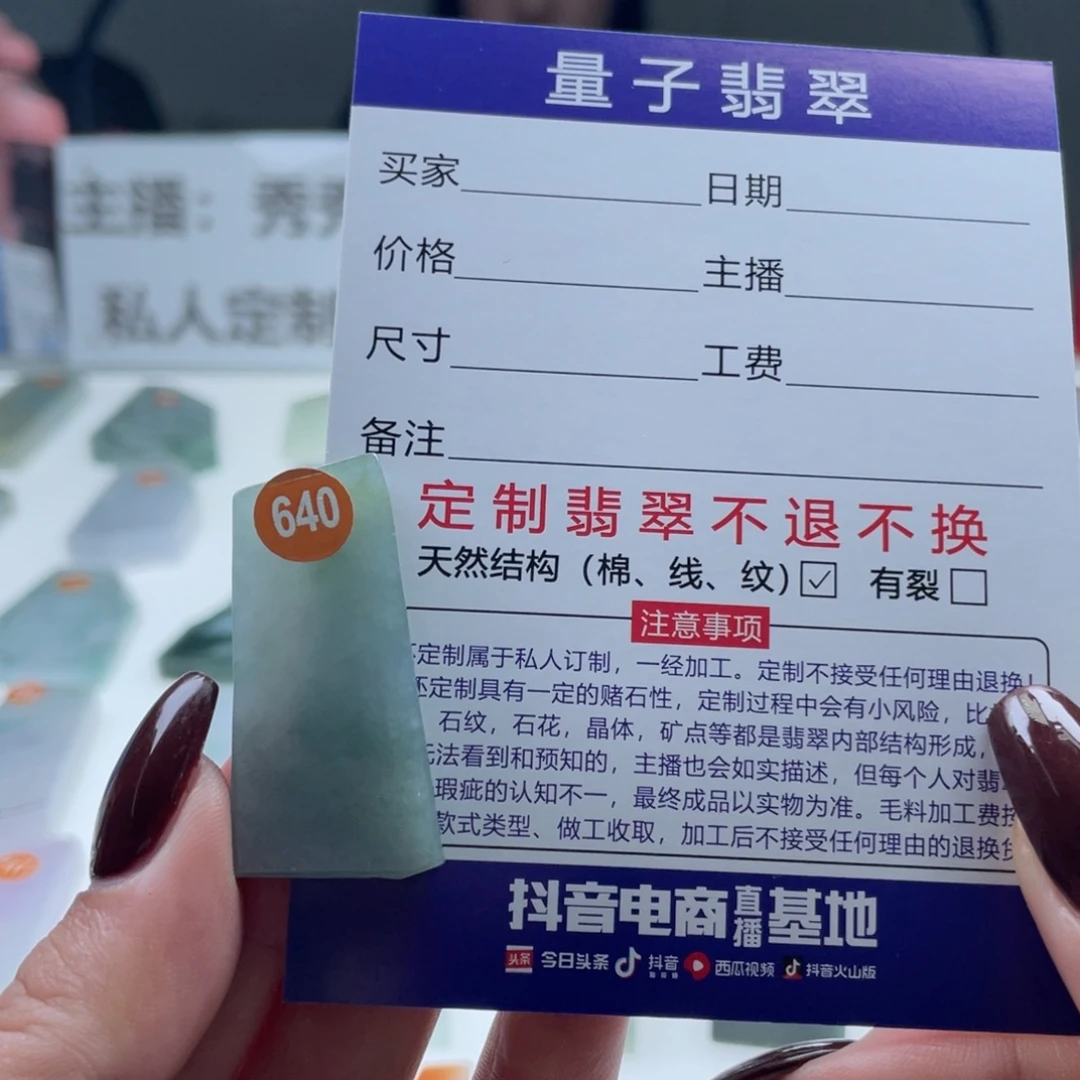 量子翡翠
主播：秀
私人定制
买家 日期
价格 主播
尺寸 工费
备注
640
定制翡翠不退不换
天然结构（棉、线、纹）☑ 有裂□
注意事项
定制属于私人订制，一经加工。定制不接受任何理由退换！
定制具有一定的赌石性，定制过程中会有小风险，比
石纹，石花，晶体，矿点等都是翡翠内部结构形成，
法看到和预知的，主播也会如实描述，但每个人对翡
瑕疵的认知不一，最终成品以实物为准。毛料加工费按
款式类型、做工收取，加工后不接受任何理由的退换货
抖音电商直播基地
头条 今日头条 抖音 西瓜视频 抖音火山版